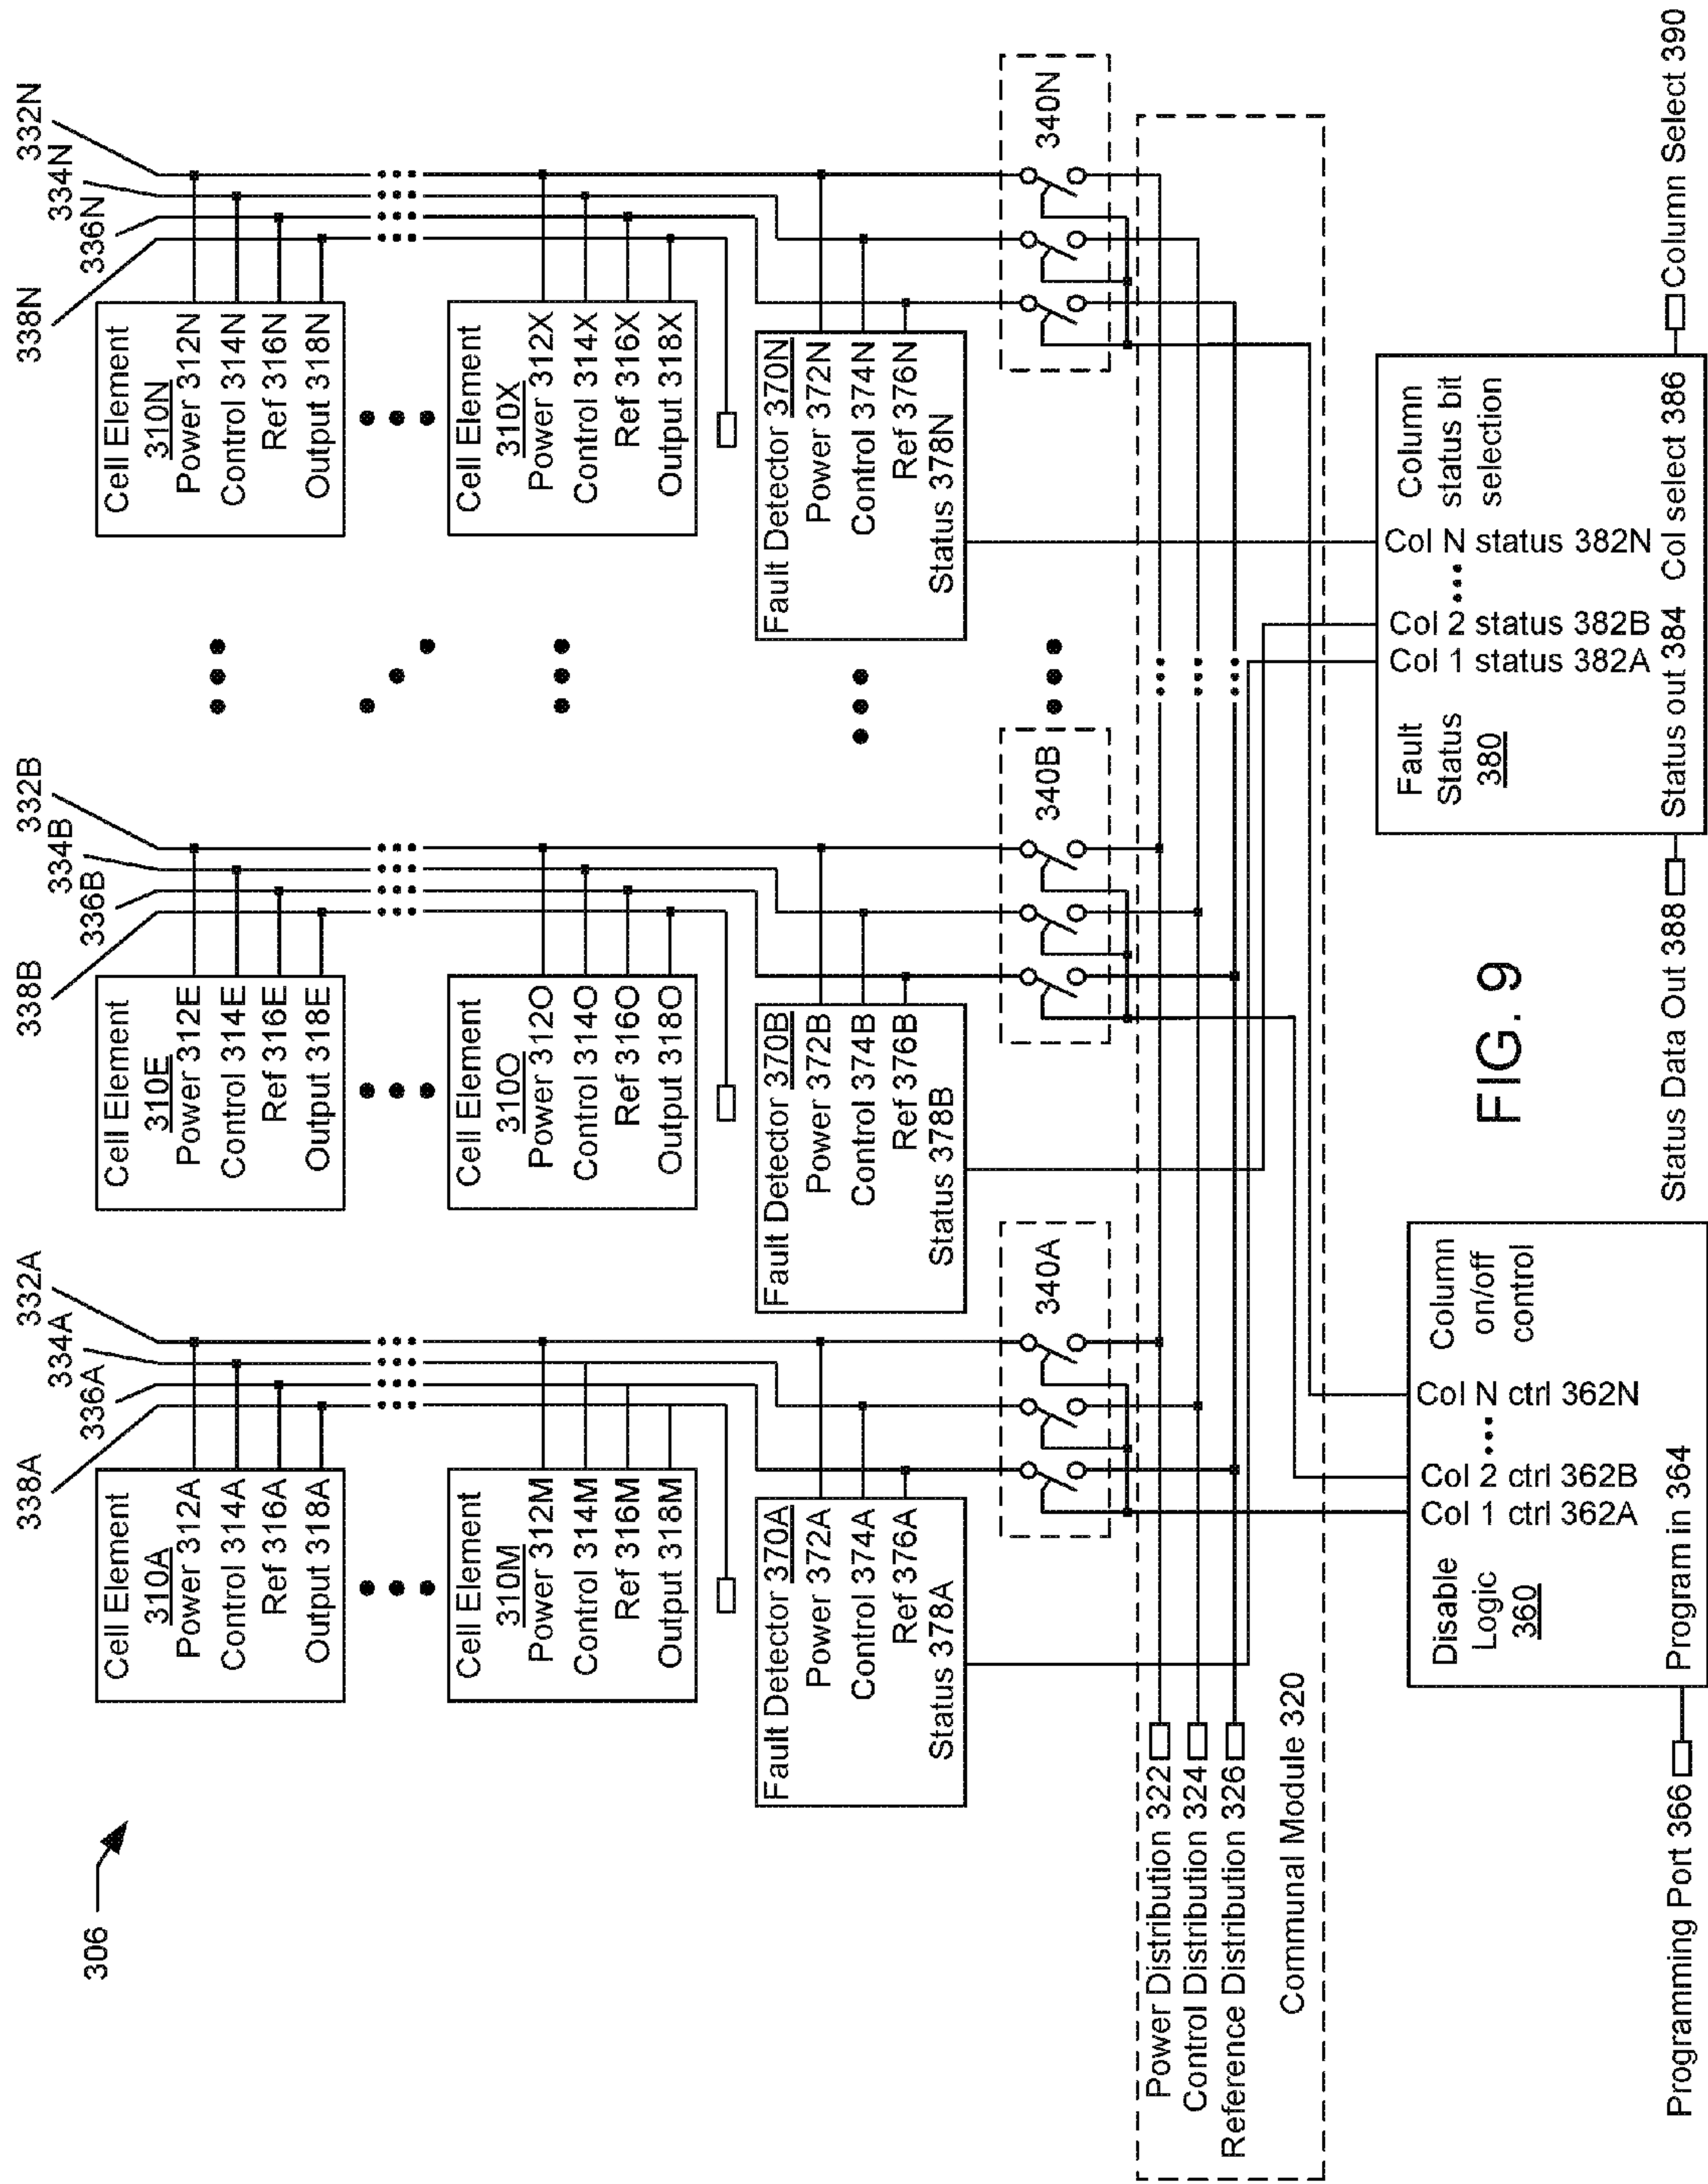 306
338A
336A
334A
332A
338B
336B
334B
332B
338N
336N
334N
332N
Cell Element
310A
Power 312A
Control 314A
Ref 316A
Output 318A
Cell Element
310E
Power 312E
Control 314E
Ref 316E
Output 318E
Cell Element
310N
Power 312N
Control 314N
Ref 316N
Output 318N
Cell Element
310M
Power 312M
Control 314M
Ref 316M
Output 318M
Cell Element
310O
Power 312O
Control 314O
Ref 316O
Output 318O
Cell Element
310X
Power 312X
Control 314X
Ref 316X
Output 318X
Fault Detector 370A
Power 372A
Control 374A
Ref 376A
Status 378A
Fault Detector 370B
Power 372B
Control 374B
Ref 376B
Status 378B
Fault Detector 370N
Power 372N
Control 374N
Ref 376N
Status 378N
340A
340B
340N
Power Distribution 322
Control Distribution 324
Reference Distribution 326
Communal Module 320
Disable
Logic
360
Col 1 ctrl 362A
Col 2 ctrl 362B
Col N ctrl 362N
Column
on/off
control
Program in 364
Programming Port 366
Fault
Status
380
Col 1 status 382A
Col 2 status 382B
Col N status 382N
Column
status bit
selection
Status out 384
Col select 386
Status Data Out 388
Column Select 390
FIG. 9